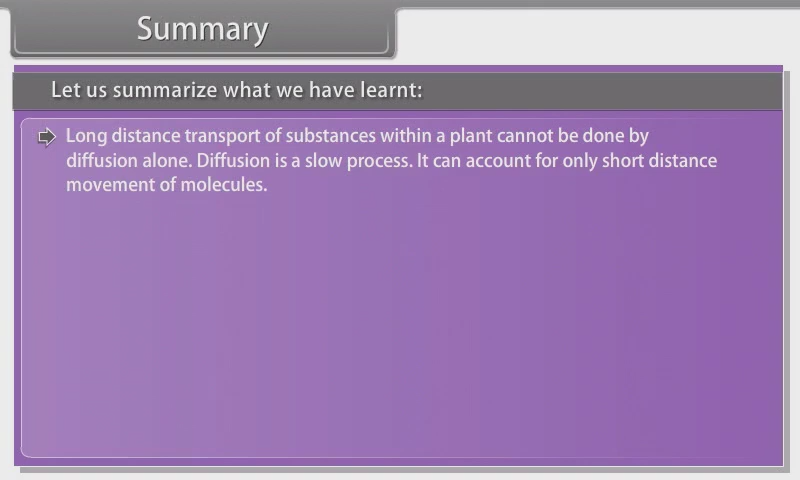 Summary
Let us summarize what we have learnt:
Long distance transport of substances within a plant cannot be done by
diffusion alone. Diffusion is a slow process. It can account for only short distance
movement of molecules.